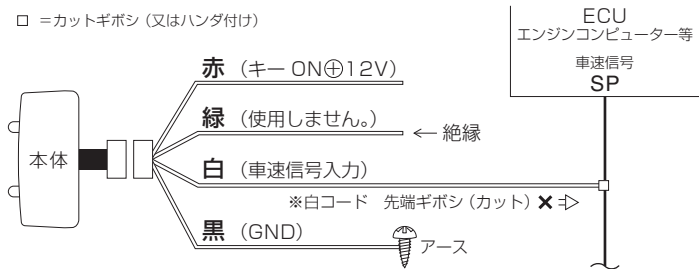 □ ＝カットギボシ（又はハンダ付け）
ECU
エンジンコンピューター等
車速信号
SP
赤（キー ON⊕12V）
緑（使用しません。）
← 絶縁
本体
白（車速信号入力）
※白コード 先端ギボシ（カット）✖
黒（GND）
アース